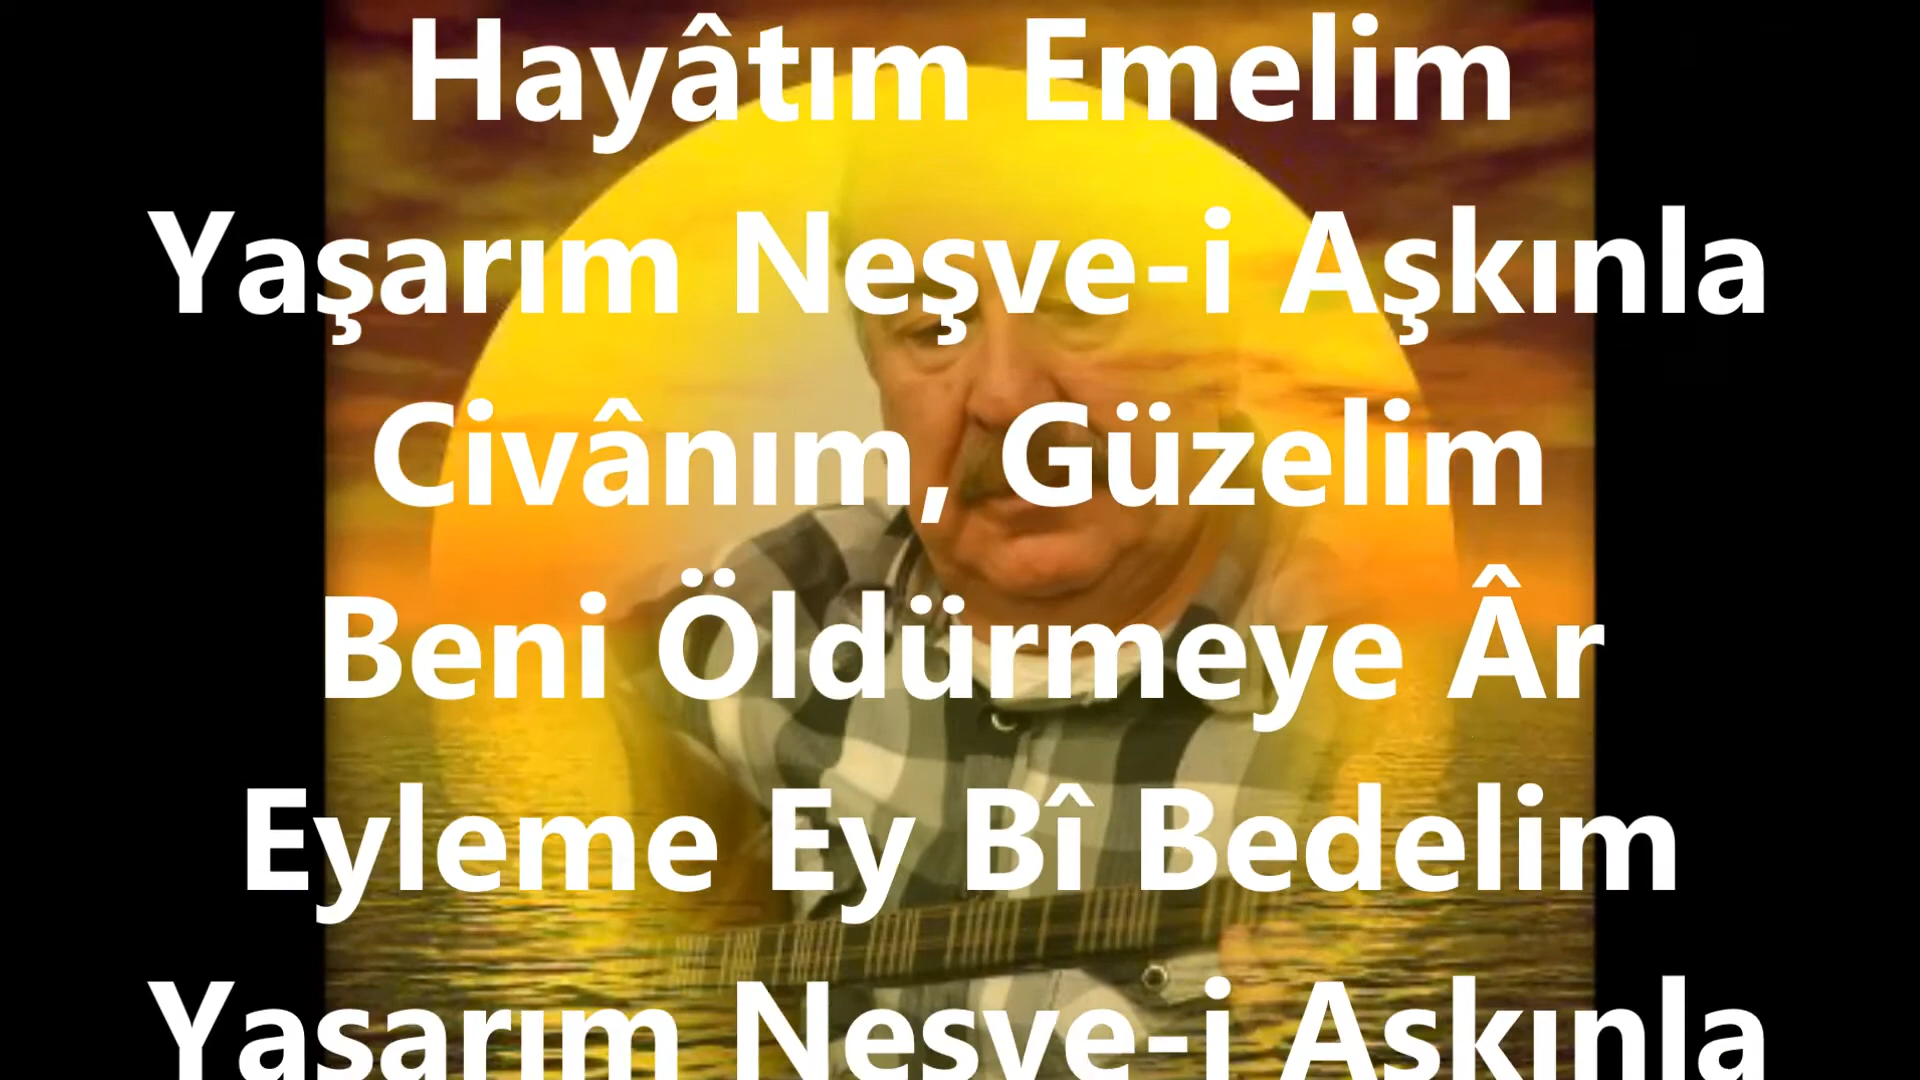 Hayâtım Emelim
Yaşarım Neşve-i Aşkınla
Civânım, Güzelim
Beni Öldürmeye Âr
Eyleme Ey Bî Bedelim
Yaşarım Neşve-i Aşkınla